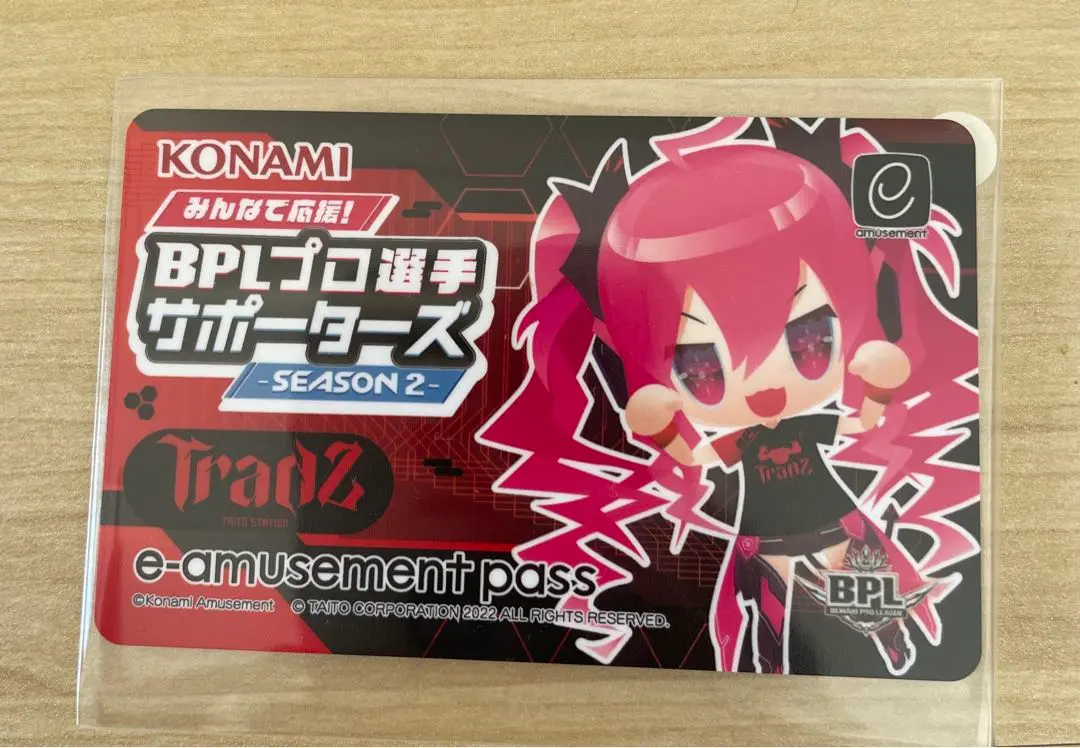 KONAMI
みんなで応援!
BPLプロ選手
サポーターズ
-SEASON 2-
TradZ
TAITO STATION
e-amusement pass
©Konami Amusement © TAITO CORPORATION 2022 ALL RIGHTS RESERVED.
e
amusement
TradZ
BPL
BEMANI PRO LEAGUE